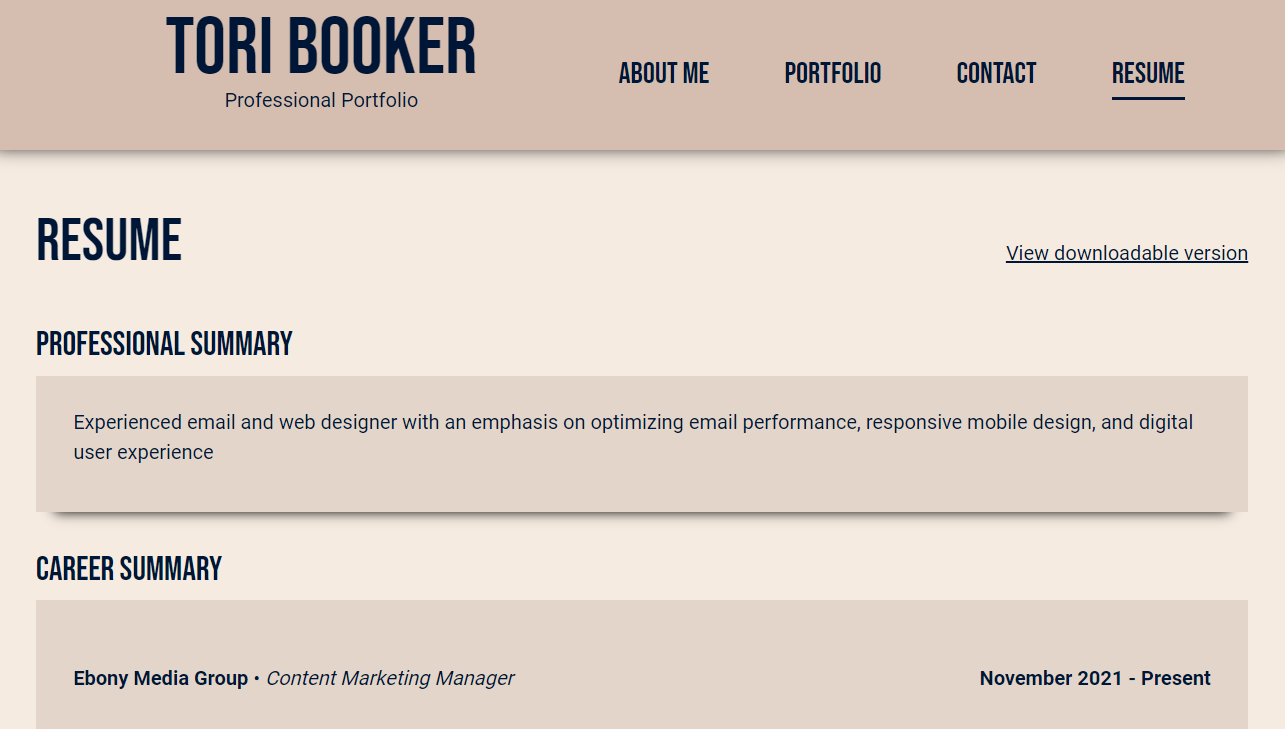 TORI BOOKER
Professional Portfolio
ABOUT ME
PORTFOLIO
CONTACT
RESUME
RESUME
View downloadable version
PROFESSIONAL SUMMARY
Experienced email and web designer with an emphasis on optimizing email performance, responsive mobile design, and digital
user experience
CAREER SUMMARY
Ebony Media Group • Content Marketing Manager
November 2021 - Present